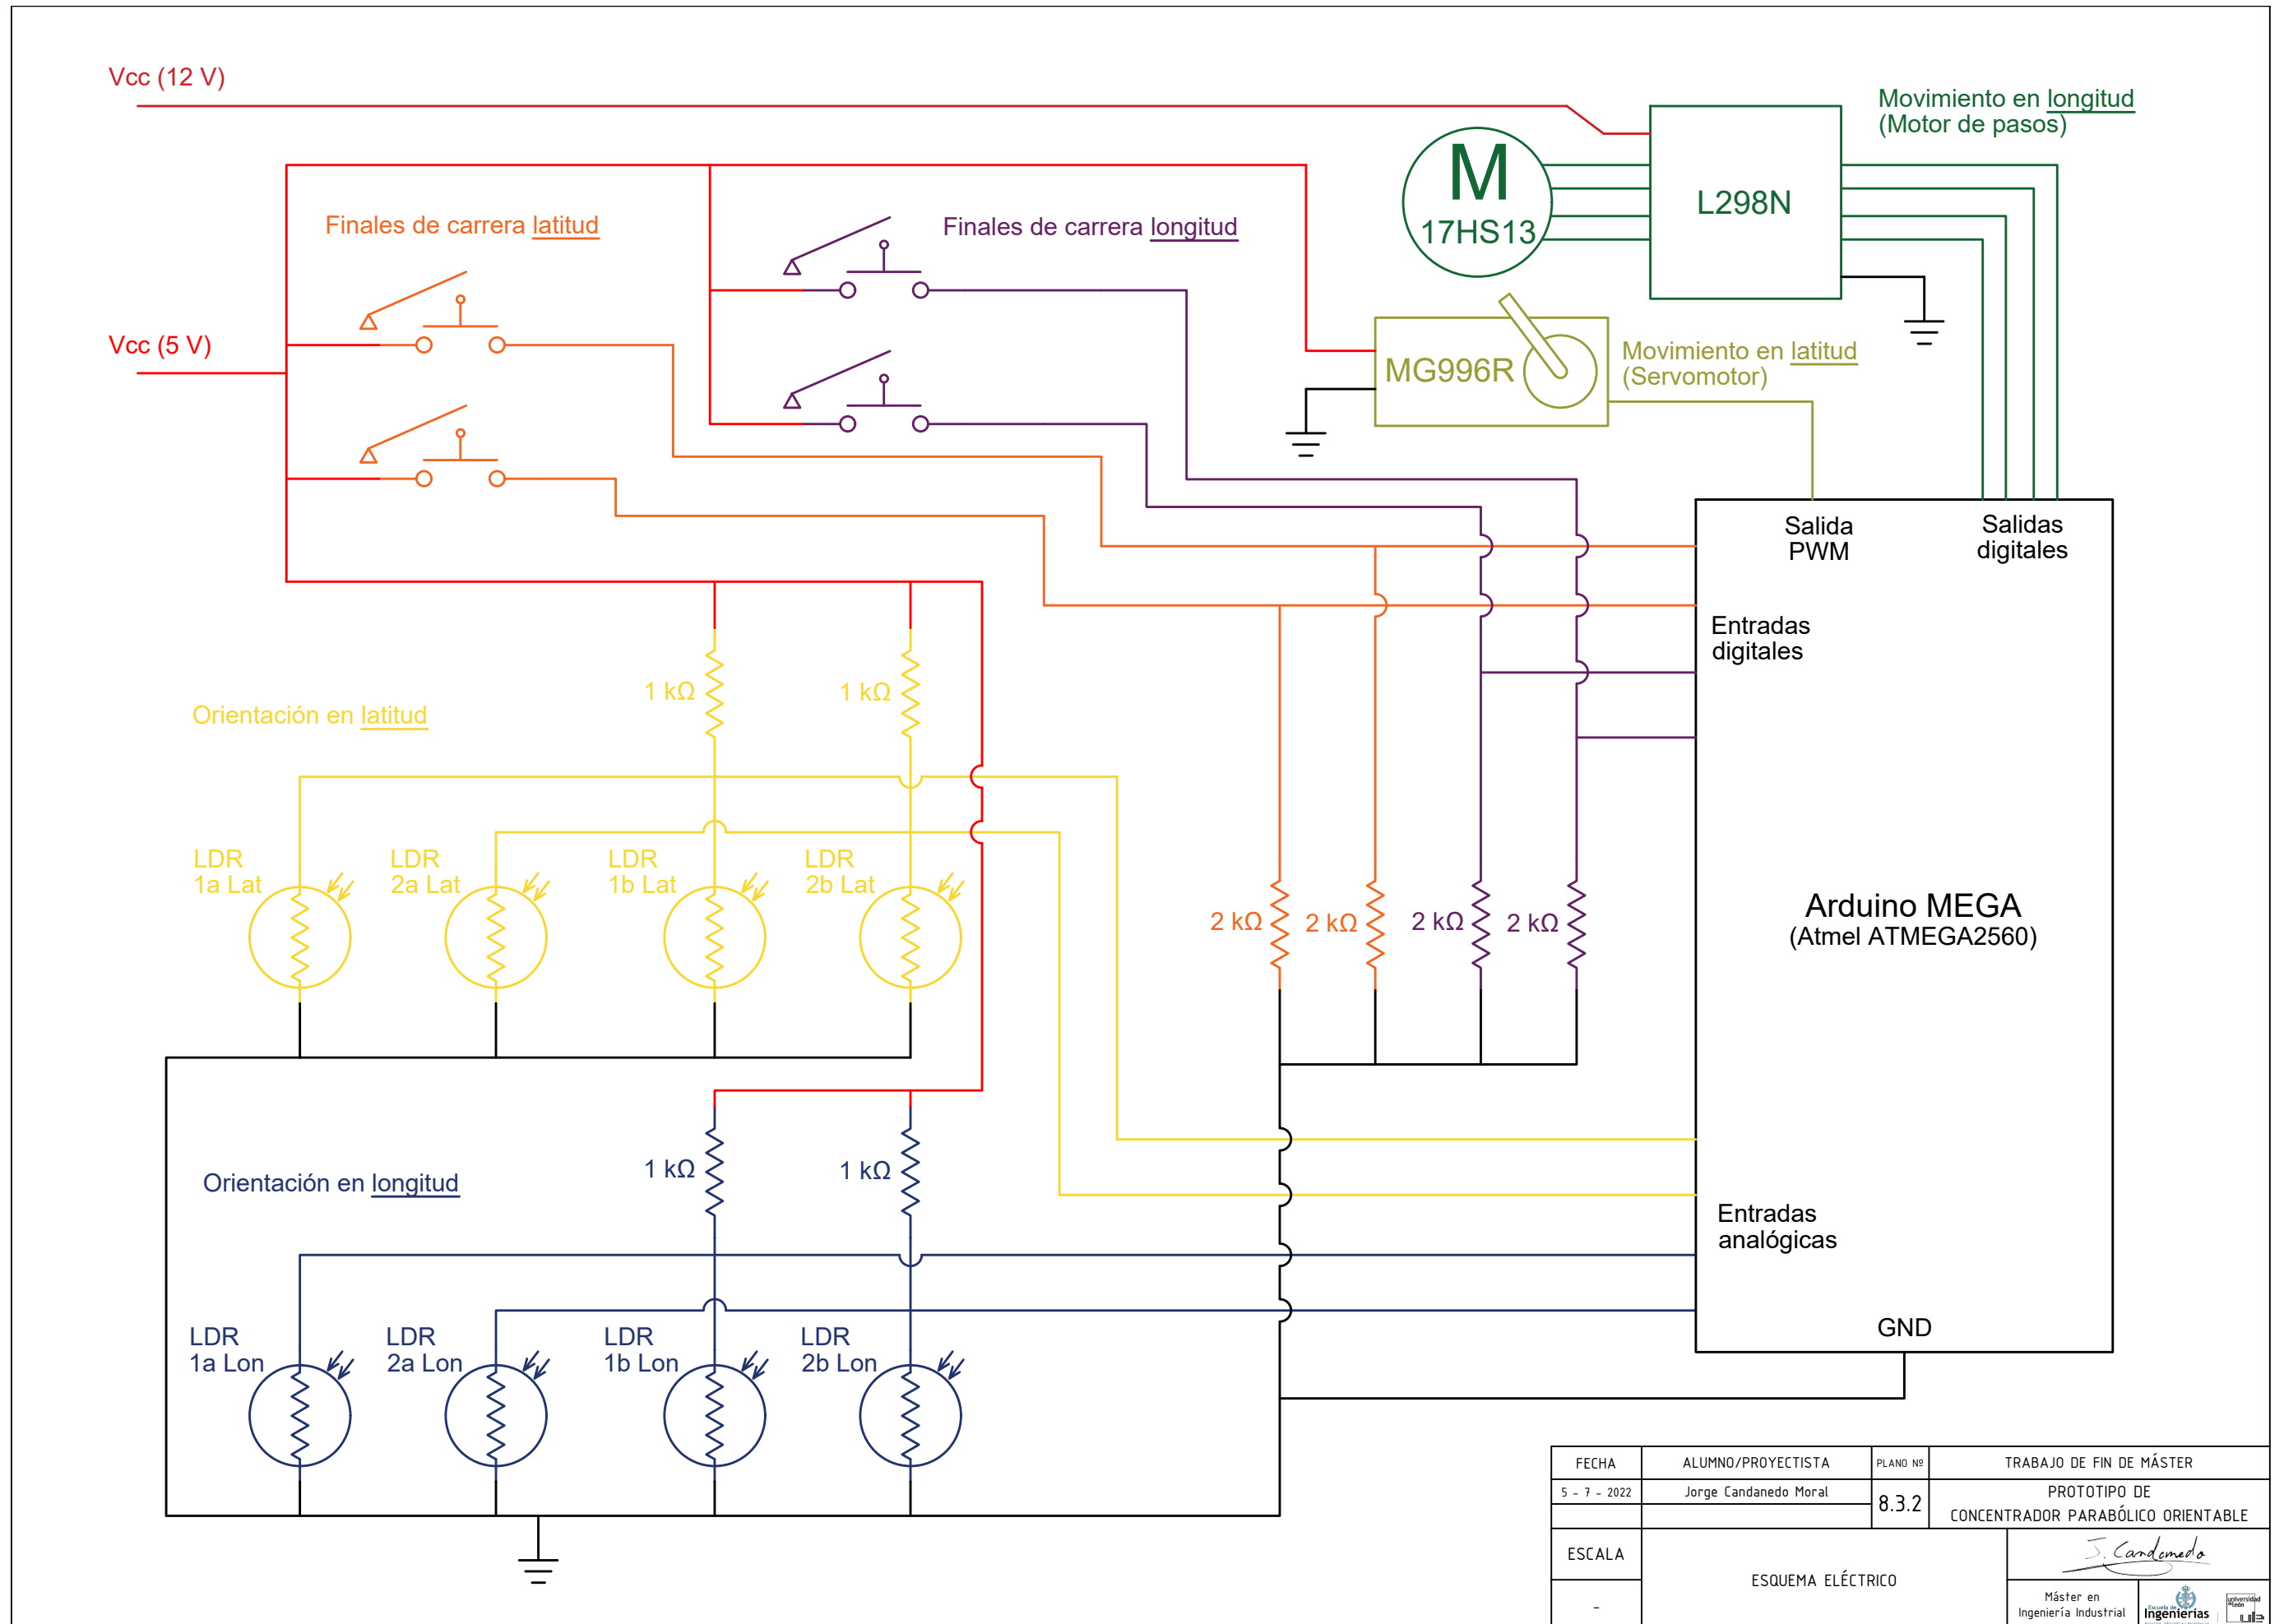 Vcc (12 V)
Movimiento en longitud
(Motor de pasos)
M
17HS13
L298N
Finales de carrera latitud
Finales de carrera longitud
Vcc (5 V)
MG996R
Movimiento en latitud
(Servomotor)
Salida
PWM
Salidas
digitales
Entradas
digitales
1 kΩ
1 kΩ
Orientación en latitud
LDR
1a Lat
LDR
2a Lat
LDR
1b Lat
LDR
2b Lat
2 kΩ
2 kΩ
2 kΩ
2 kΩ
Arduino MEGA
(Atmel ATMEGA2560)
1 kΩ
1 kΩ
Orientación en longitud
Entradas
analógicas
LDR
1a Lon
LDR
2a Lon
LDR
1b Lon
LDR
2b Lon
GND
FECHA
ALUMNO/PROYECTISTA
PLANO Nº
TRABAJO DE FIN DE MÁSTER
5 - 7 - 2022
Jorge Candanedo Moral
8.3.2
PROTOTIPO DE
CONCENTRADOR PARABÓLICO ORIENTABLE
ESCALA
-
ESQUEMA ELÉCTRICO
J. Candanedo
Máster en
Ingeniería Industrial
Escuela de
Ingenierías
universidad
de león